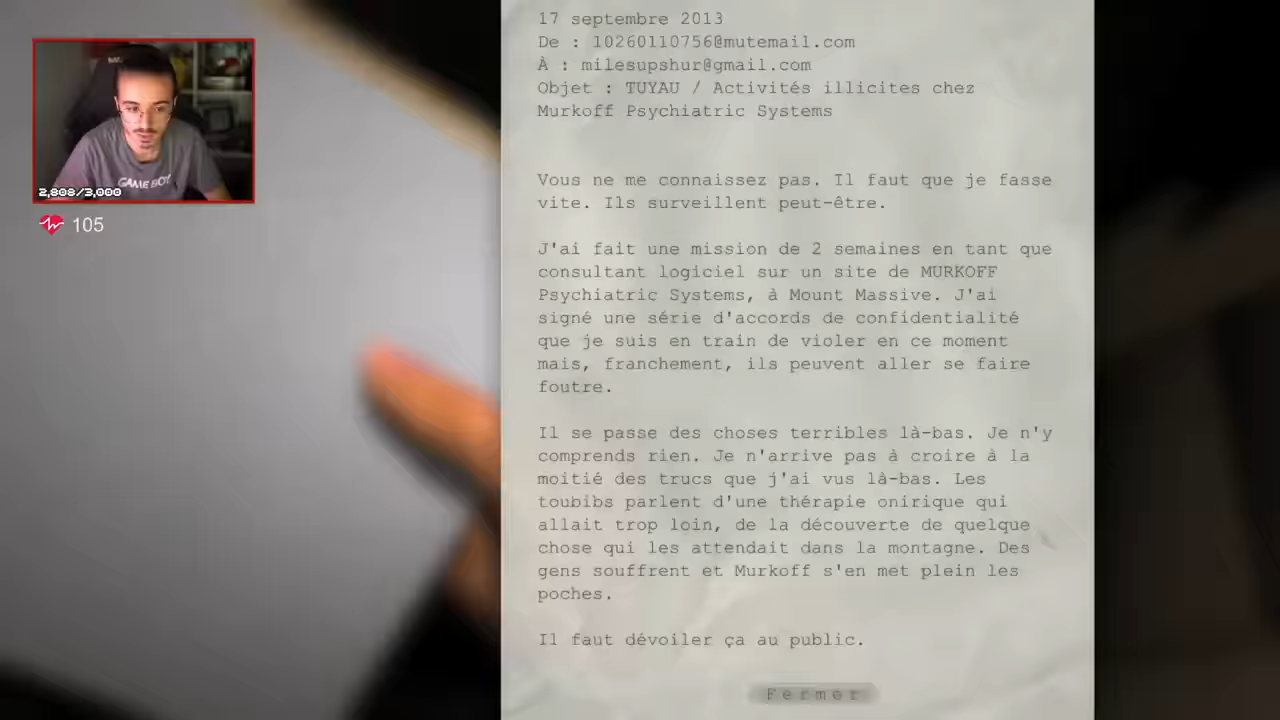 17 septembre 2013
De : 10260110756@mutemail.com
À : milesupshur@gmail.com
Objet : TUYAU / Activités illicites chez
Murkoff Psychiatric Systems
Vous ne me connaissez pas. Il faut que je fasse
vite. Ils surveillent peut-être.
J'ai fait une mission de 2 semaines en tant que
consultant logiciel sur un site de MURKOFF
Psychiatric Systems, à Mount Massive. J'ai
signé une série d'accords de confidentialité
que je suis en train de violer en ce moment
mais, franchement, ils peuvent aller se faire
foutre.
Il se passe des choses terribles là-bas. Je n'y
comprends rien. Je n'arrive pas à croire à la
moitié des trucs que j'ai vus là-bas. Les
toubibs parlent d'une thérapie onirique qui
allait trop loin, de la découverte de quelque
chose qui les attendait dans la montagne. Des
gens souffrent et Murkoff s'en met plein les
poches.
Il faut dévoiler ça au public.
Fermer
GAME BOY
2,808/3,000
105